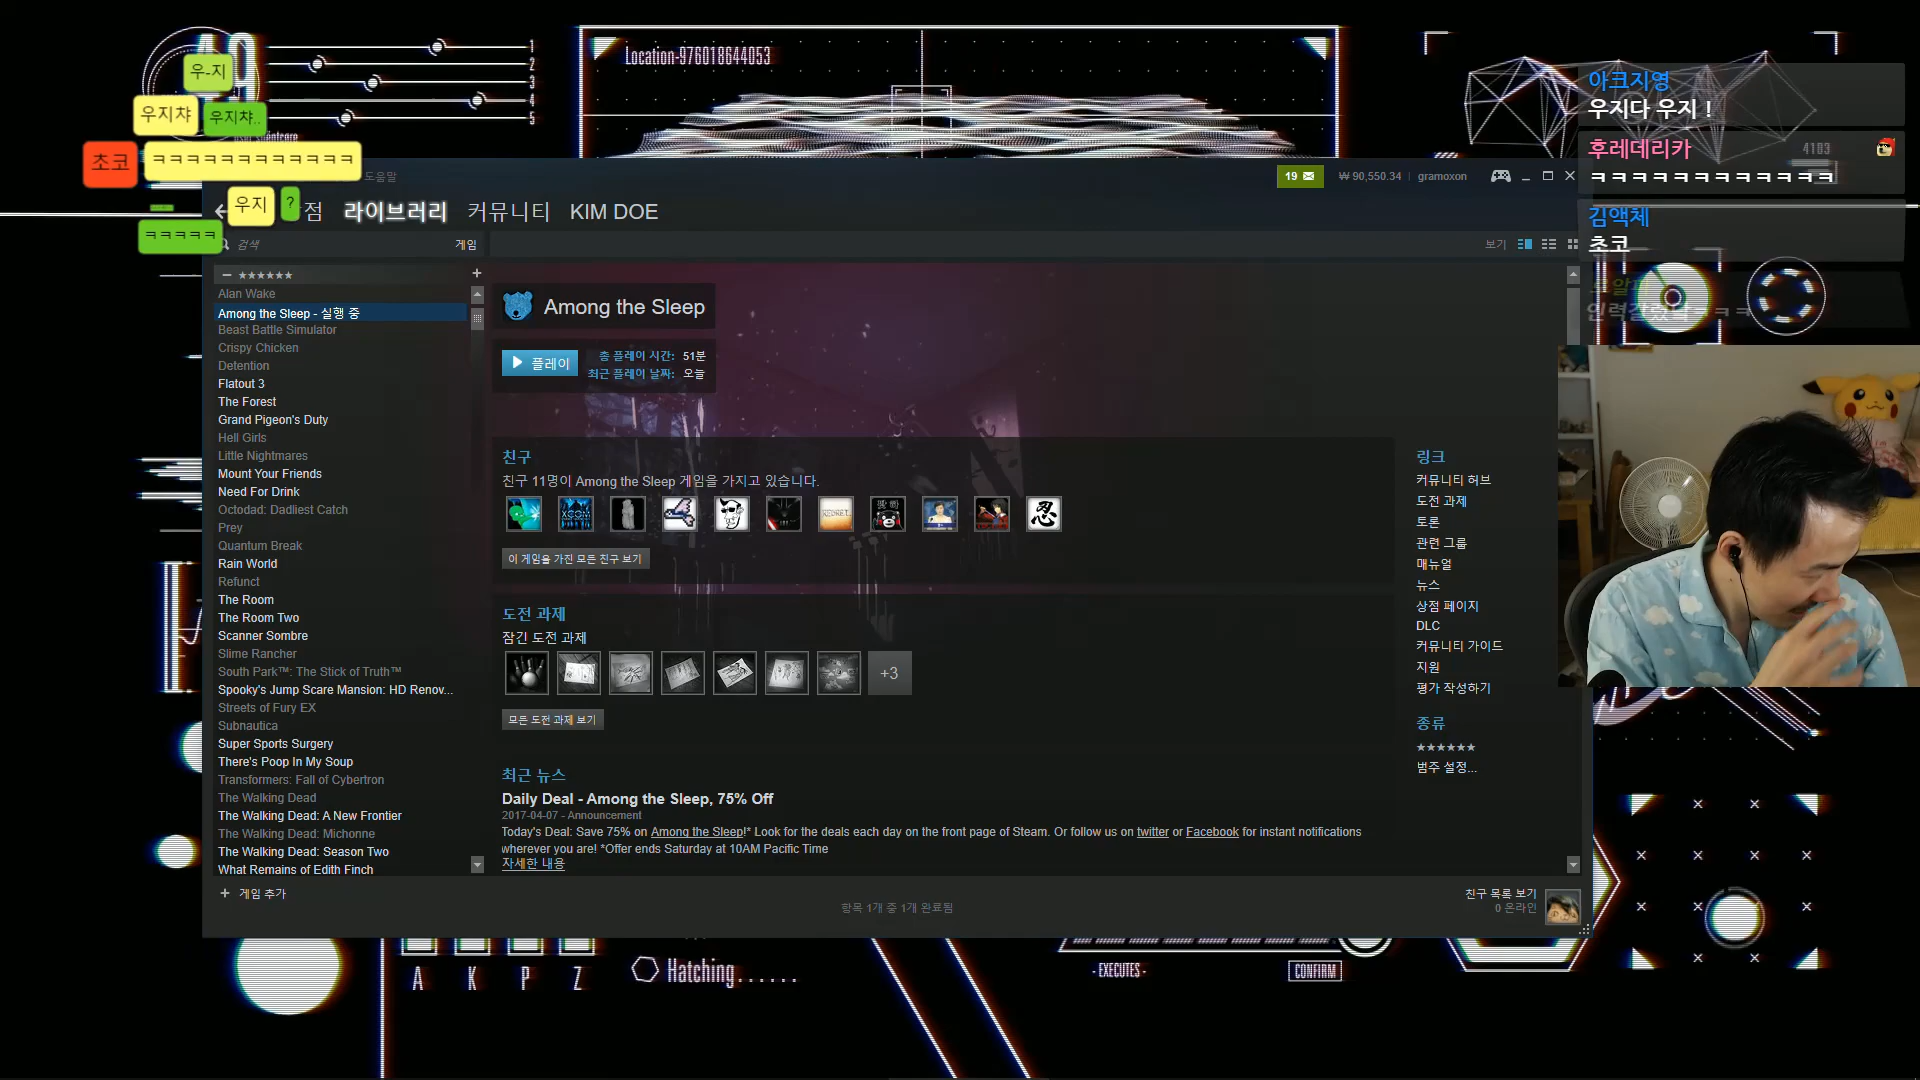 49
1
2
3
4
5
Location-976018644053
우-지
우지챠
우지챠..
초코
ㅋㅋㅋㅋㅋㅋㅋㅋㅋㅋㅋㅋ
우지
?
ㅋㅋㅋㅋㅋ
아크지영
우지다 우지 !
후레데리카
4103
ㅋㅋㅋㅋㅋㅋㅋㅋㅋㅋㅋㅋ
김액체
초코
도움말
19
₩ 90,550.34
gramoxon
점
라이브러리
커뮤니티
KIM DOE
검색
게임
보기
★★★★★★
Alan Wake
Among the Sleep - 실행 중
Beast Battle Simulator
Crispy Chicken
Detention
Flatout 3
The Forest
Grand Pigeon's Duty
Hell Girls
Little Nightmares
Mount Your Friends
Need For Drink
Octodad: Dadliest Catch
Prey
Quantum Break
Rain World
Refunct
The Room
The Room Two
Scanner Sombre
Slime Rancher
South Park™: The Stick of Truth™
Spooky's Jump Scare Mansion: HD Renov...
Streets of Fury EX
Subnautica
Super Sports Surgery
There's Poop In My Soup
Transformers: Fall of Cybertron
The Walking Dead
The Walking Dead: A New Frontier
The Walking Dead: Michonne
The Walking Dead: Season Two
What Remains of Edith Finch
+ 게임 추가
Among the Sleep
플레이
총 플레이 시간: 51분
최근 플레이 날짜: 오늘
친구
친구 11명이 Among the Sleep 게임을 가지고 있습니다.
XCOM
REGRET
忍
이 게임을 가진 모든 친구 보기
도전 과제
잠긴 도전 과제
+3
모든 도전 과제 보기
최근 뉴스
Daily Deal - Among the Sleep, 75% Off
2017-04-07 - Announcement
Today's Deal: Save 75% on Among the Sleep!* Look for the deals each day on the front page of Steam. Or follow us on twitter or Facebook for instant notifications
wherever you are! *Offer ends Saturday at 10AM Pacific Time
자세한 내용
링크
커뮤니티 허브
도전 과제
토론
관련 그룹
매뉴얼
뉴스
상점 페이지
DLC
커뮤니티 가이드
지원
평가 작성하기
종류
★★★★★★
범주 설정...
항목 1개 중 1개 완료됨
친구 목록 보기
0 온라인
A
K
P
Z
Hatching......
- EXECUTES -
CONFIRM